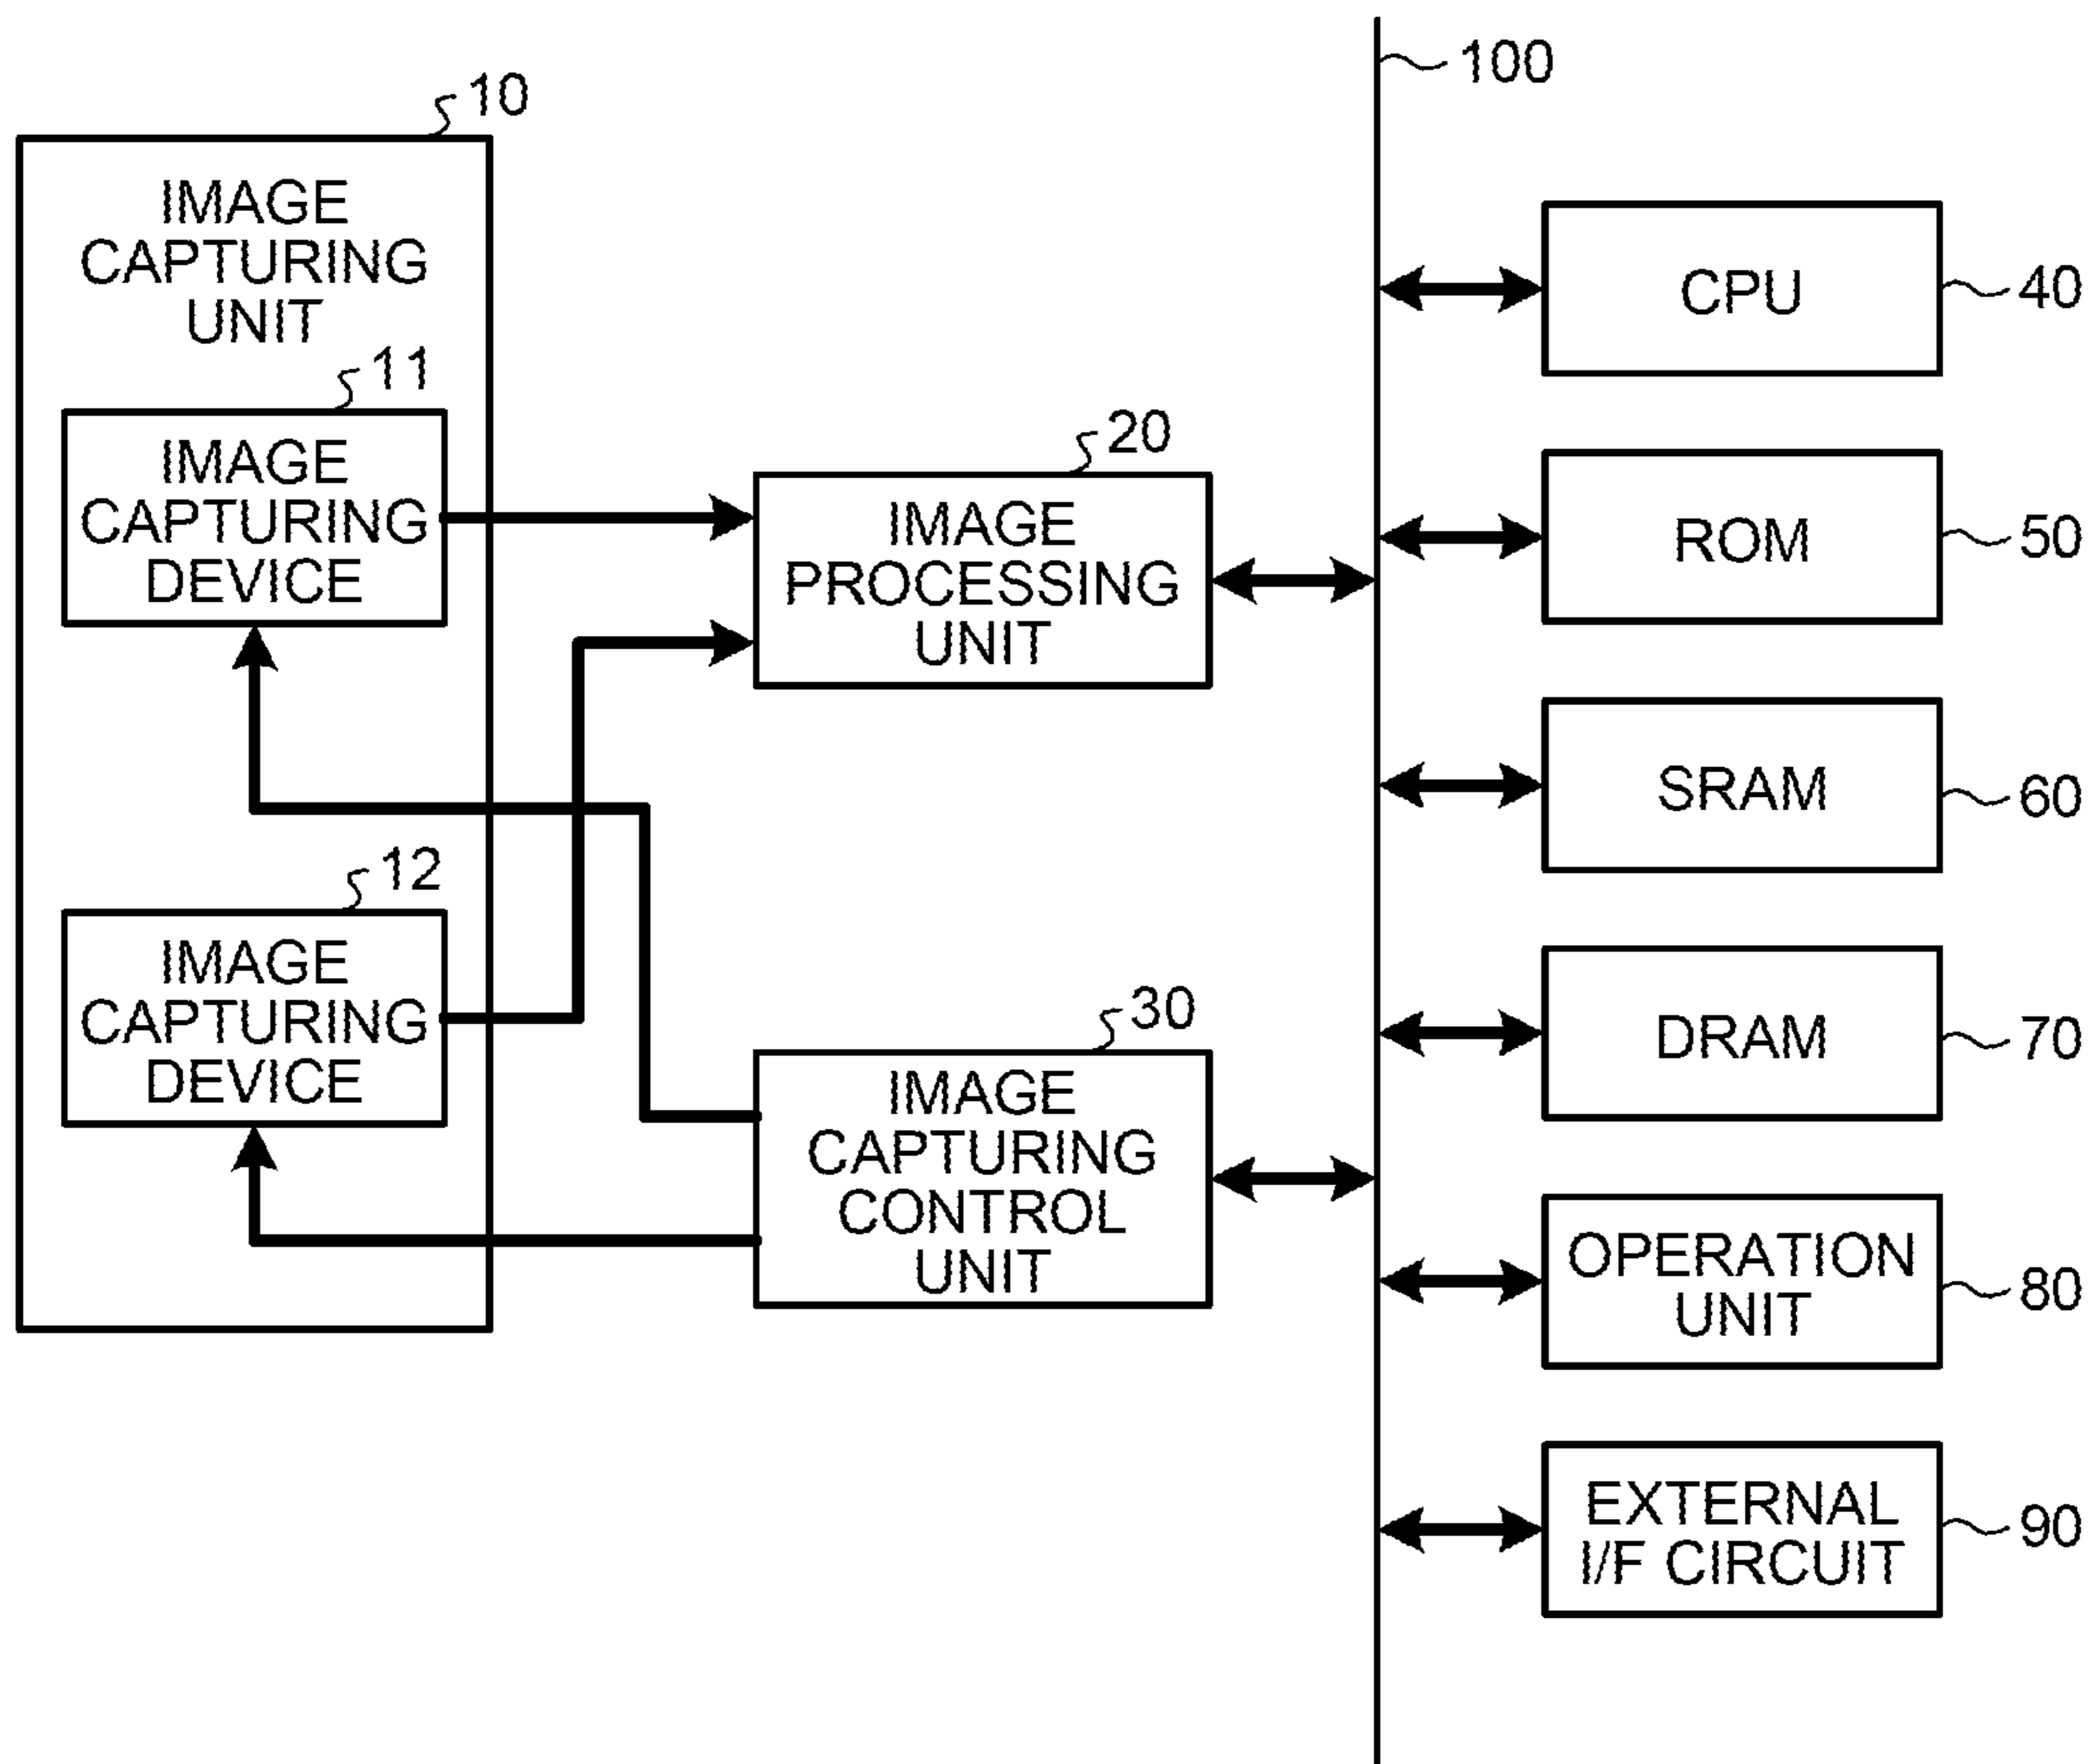 100
10
IMAGE
CAPTURING
UNIT
11
IMAGE
CAPTURING
DEVICE
12
IMAGE
CAPTURING
DEVICE
20
IMAGE
PROCESSING
UNIT
30
IMAGE
CAPTURING
CONTROL
UNIT
CPU
40
ROM
50
SRAM
60
DRAM
70
OPERATION
UNIT
80
EXTERNAL
I/F CIRCUIT
90